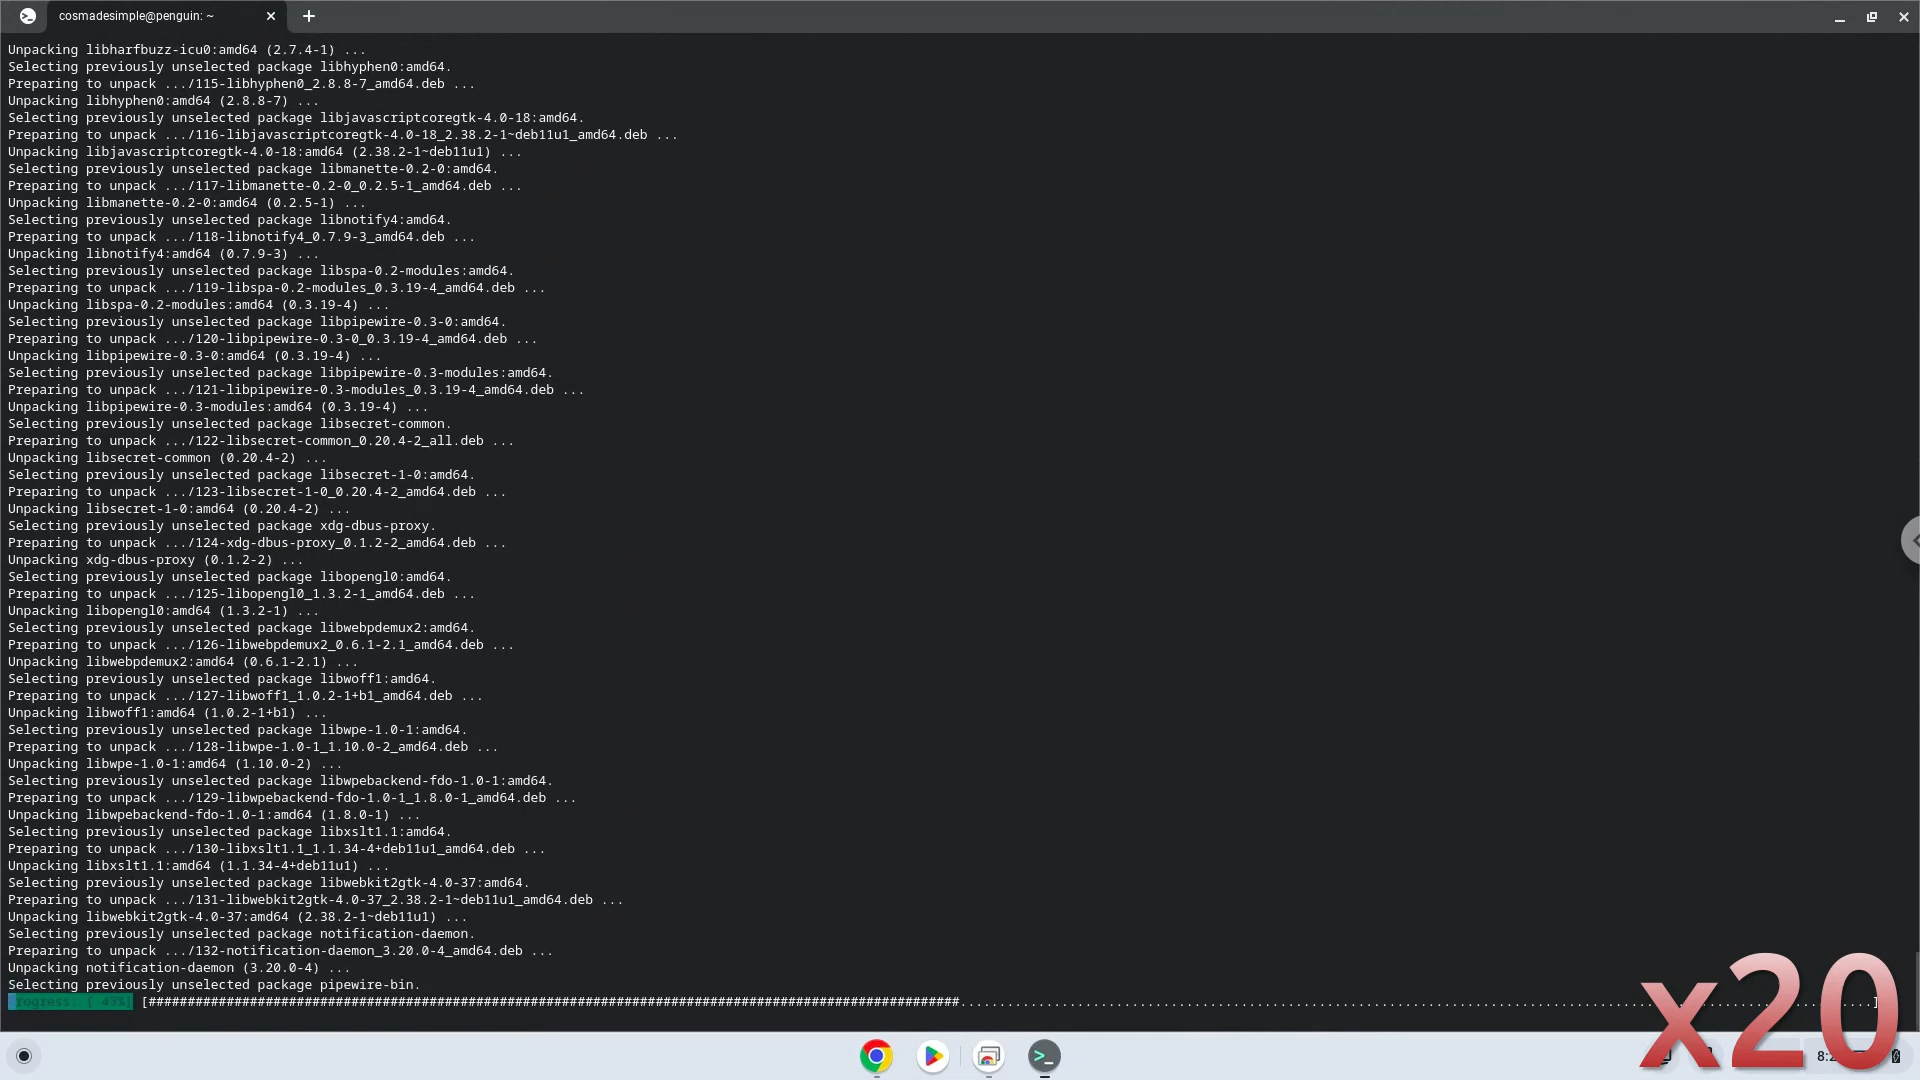 cosmadesimple@penguin: ~
Unpacking libharfbuzz-icu0:amd64 (2.7.4-1) ...
Selecting previously unselected package libhyphen0:amd64.
Preparing to unpack .../115-libhyphen0_2.8.8-7_amd64.deb ...
Unpacking libhyphen0:amd64 (2.8.8-7) ...
Selecting previously unselected package libjavascriptcoregtk-4.0-18:amd64.
Preparing to unpack .../116-libjavascriptcoregtk-4.0-18_2.38.2-1~deb11u1_amd64.deb ...
Unpacking libjavascriptcoregtk-4.0-18:amd64 (2.38.2-1~deb11u1) ...
Selecting previously unselected package libmanette-0.2-0:amd64.
Preparing to unpack .../117-libmanette-0.2-0_0.2.5-1_amd64.deb ...
Unpacking libmanette-0.2-0:amd64 (0.2.5-1) ...
Selecting previously unselected package libnotify4:amd64.
Preparing to unpack .../118-libnotify4_0.7.9-3_amd64.deb ...
Unpacking libnotify4:amd64 (0.7.9-3) ...
Selecting previously unselected package libspa-0.2-modules:amd64.
Preparing to unpack .../119-libspa-0.2-modules_0.3.19-4_amd64.deb ...
Unpacking libspa-0.2-modules:amd64 (0.3.19-4) ...
Selecting previously unselected package libpipewire-0.3-0:amd64.
Preparing to unpack .../120-libpipewire-0.3-0_0.3.19-4_amd64.deb ...
Unpacking libpipewire-0.3-0:amd64 (0.3.19-4) ...
Selecting previously unselected package libpipewire-0.3-modules:amd64.
Preparing to unpack .../121-libpipewire-0.3-modules_0.3.19-4_amd64.deb ...
Unpacking libpipewire-0.3-modules:amd64 (0.3.19-4) ...
Selecting previously unselected package libsecret-common.
Preparing to unpack .../122-libsecret-common_0.20.4-2_all.deb ...
Unpacking libsecret-common (0.20.4-2) ...
Selecting previously unselected package libsecret-1-0:amd64.
Preparing to unpack .../123-libsecret-1-0_0.20.4-2_amd64.deb ...
Unpacking libsecret-1-0:amd64 (0.20.4-2) ...
Selecting previously unselected package xdg-dbus-proxy.
Preparing to unpack .../124-xdg-dbus-proxy_0.1.2-2_amd64.deb ...
Unpacking xdg-dbus-proxy (0.1.2-2) ...
Selecting previously unselected package libopengl0:amd64.
Preparing to unpack .../125-libopengl0_1.3.2-1_amd64.deb ...
Unpacking libopengl0:amd64 (1.3.2-1) ...
Selecting previously unselected package libwebpdemux2:amd64.
Preparing to unpack .../126-libwebpdemux2_0.6.1-2.1_amd64.deb ...
Unpacking libwebpdemux2:amd64 (0.6.1-2.1) ...
Selecting previously unselected package libwoff1:amd64.
Preparing to unpack .../127-libwoff1_1.0.2-1+b1_amd64.deb ...
Unpacking libwoff1:amd64 (1.0.2-1+b1) ...
Selecting previously unselected package libwpe-1.0-1:amd64.
Preparing to unpack .../128-libwpe-1.0-1_1.10.0-2_amd64.deb ...
Unpacking libwpe-1.0-1:amd64 (1.10.0-2) ...
Selecting previously unselected package libwpebackend-fdo-1.0-1:amd64.
Preparing to unpack .../129-libwpebackend-fdo-1.0-1_1.8.0-1_amd64.deb ...
Unpacking libwpebackend-fdo-1.0-1:amd64 (1.8.0-1) ...
Selecting previously unselected package libxslt1.1:amd64.
Preparing to unpack .../130-libxslt1.1_1.1.34-4+deb11u1_amd64.deb ...
Unpacking libxslt1.1:amd64 (1.1.34-4+deb11u1) ...
Selecting previously unselected package libwebkit2gtk-4.0-37:amd64.
Preparing to unpack .../131-libwebkit2gtk-4.0-37_2.38.2-1~deb11u1_amd64.deb ...
Unpacking libwebkit2gtk-4.0-37:amd64 (2.38.2-1~deb11u1) ...
Selecting previously unselected package notification-daemon.
Preparing to unpack .../132-notification-daemon_3.20.0-4_amd64.deb ...
Unpacking notification-daemon (3.20.0-4) ...
Selecting previously unselected package pipewire-bin.
rogress: [ 43%]
x20